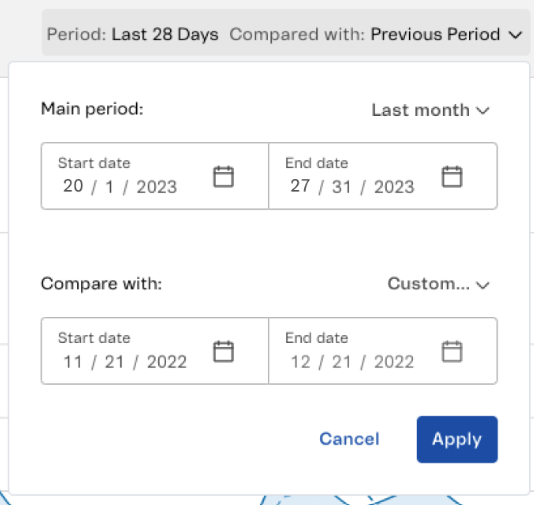 Period: Last 28 Days Compared with: Previous Period
Main period: Last month
Start date End date
20 / 1 / 2023 27 / 31 / 2023
Compare with: Custom...
Start date End date
11 / 21 / 2022 12 / 21 / 2022
Cancel Apply